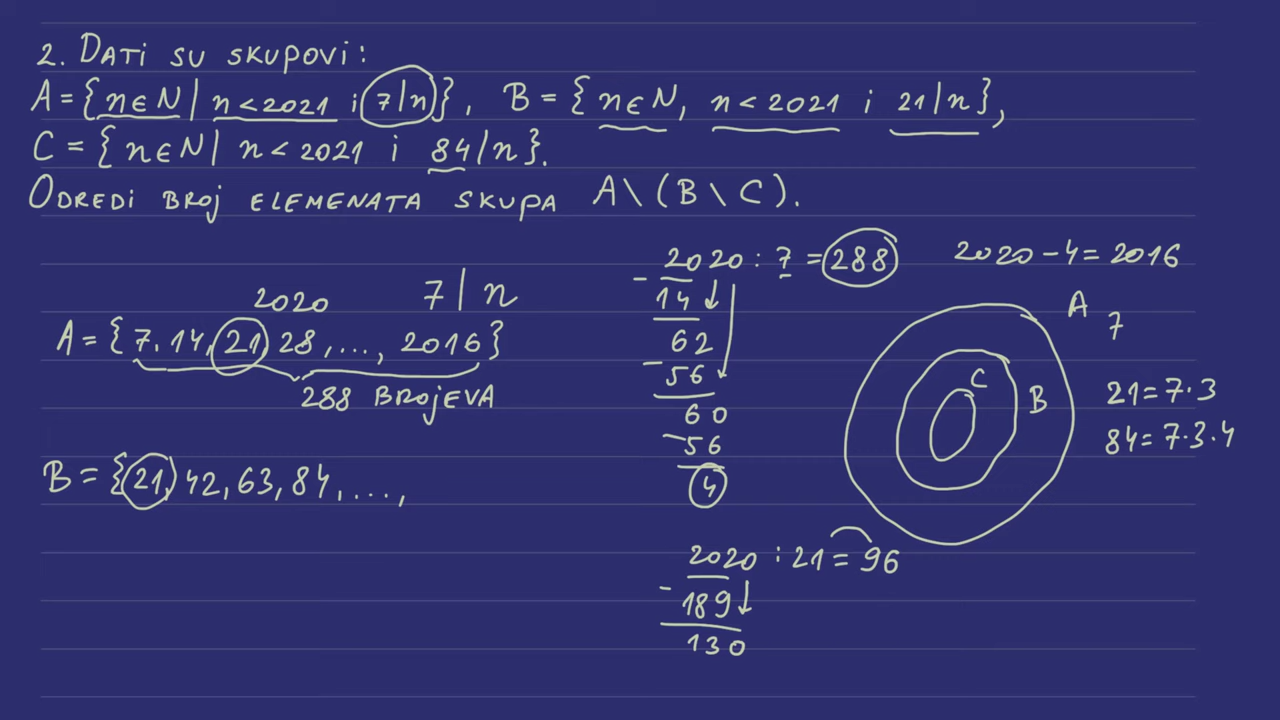 2. DATI SU SKUPOVI:
A = {n∈N | n < 2021 i 7|n}, B = {n∈N, n < 2021 i 21|n},
C = {n∈N | n < 2021 i 84|n}.
ODREDI BROJ ELEMENATA SKUPA A \ (B \ C).
2020 7 | n
A = {7, 14, 21, 28, ..., 2016}
288 BROJEVA
B = {21, 42, 63, 84, ...,
2020 : 7 = 288
- 14
62
- 56
60
- 56
4
2020 - 4 = 2016
A
7
C
B
21 = 7·3
84 = 7·3·4
2020 : 21 = 96
- 189
130